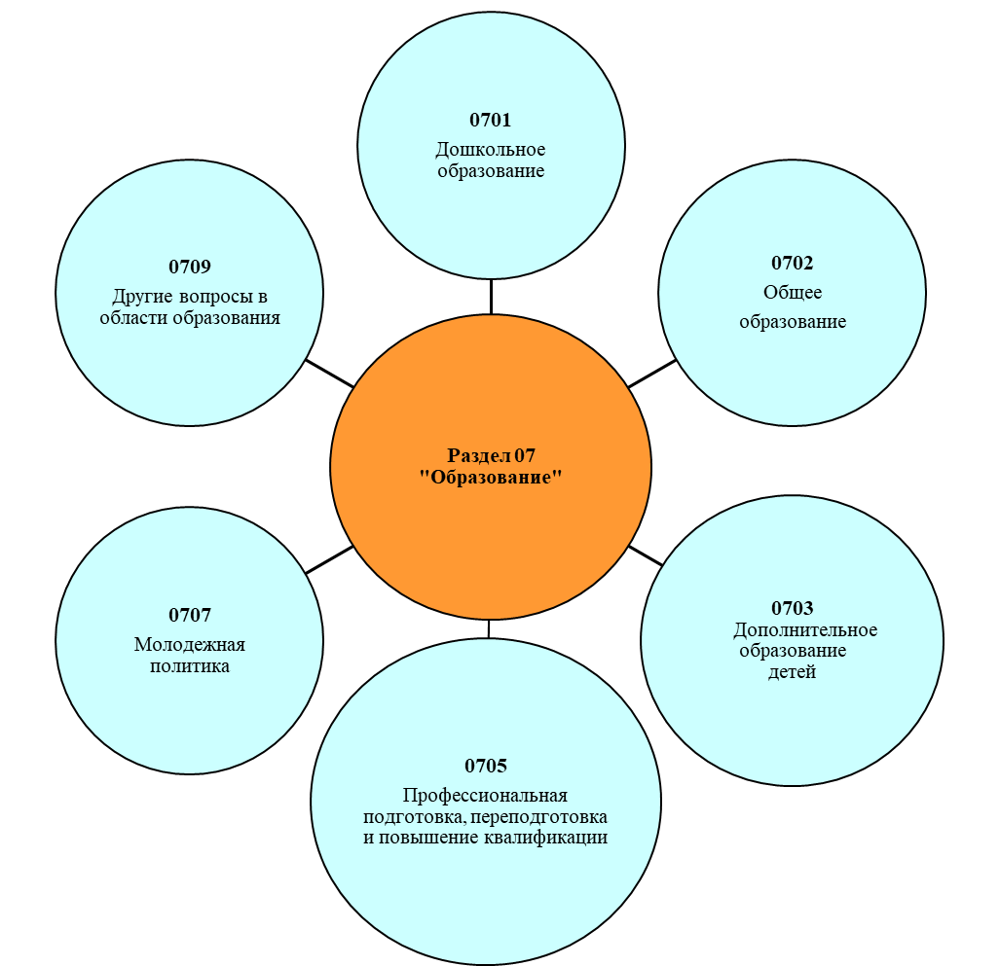 0701
Дошкольное
образование
0702
Общее
образование
0709
Другие вопросы в
области образования
Раздел 07
"Образование"
0703
Дополнительное
образование
детей
0707
Молодежная
политика
0705
Профессиональная
подготовка, переподготовка
и повышение квалификации